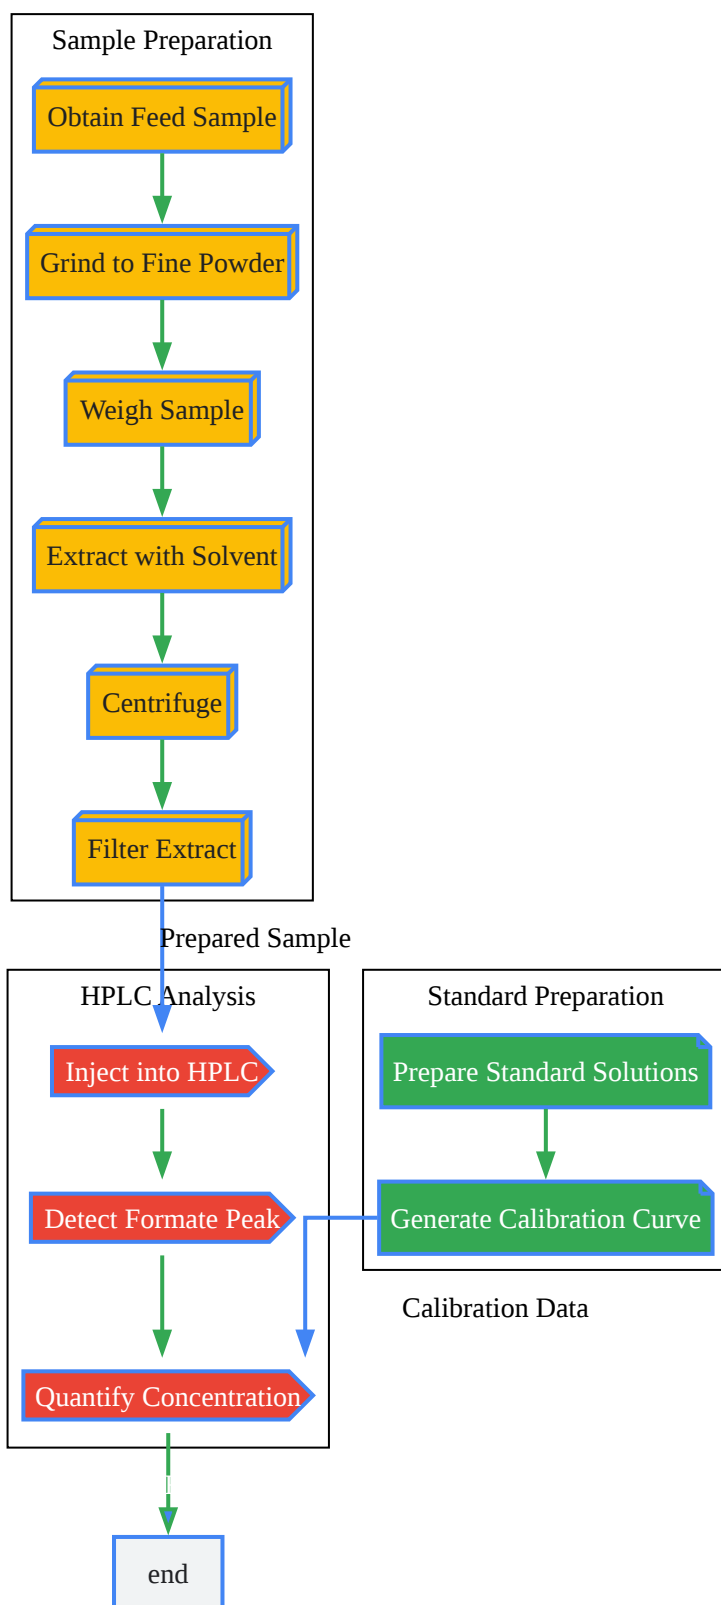 Sample Preparation
Obtain Feed Sample
Grind to Fine Powder
Weigh Sample
Extract with Solvent
Centrifuge
Filter Extract
Prepared Sample
HPLC Analysis
Inject into HPLC
Detect Formate Peak
Quantify Concentration
Standard Preparation
Prepare Standard Solutions
Generate Calibration Curve
Calibration Data
end